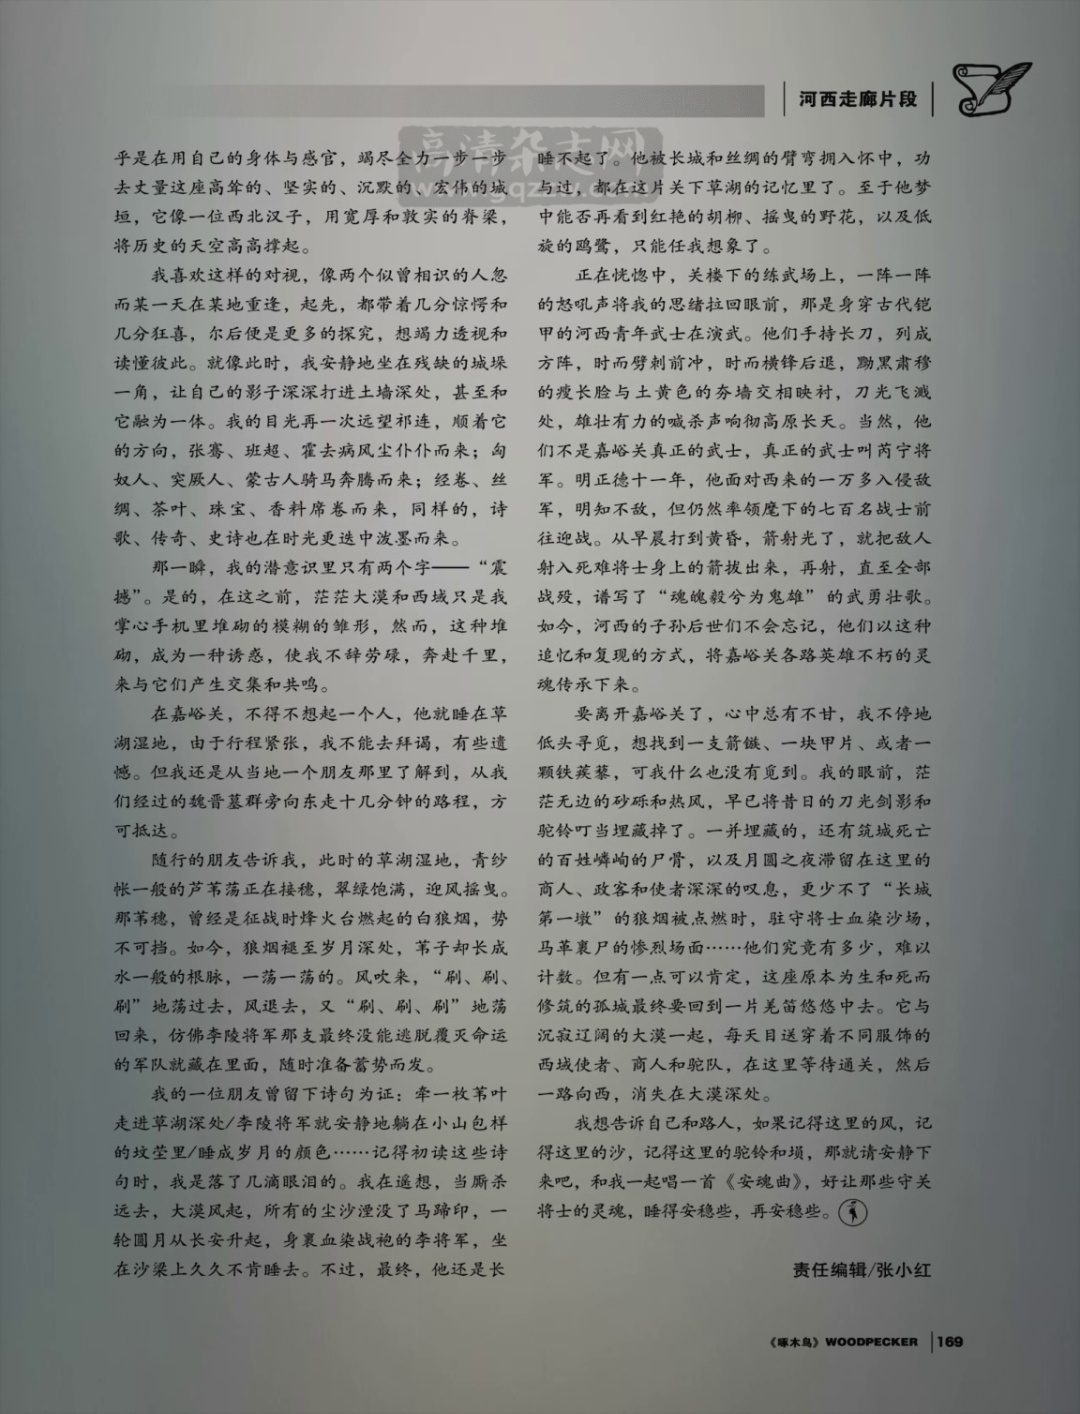 河西走廊片段
高清杂志网
乎是在用自己的身体与感官，竭尽全力一步一步
去丈量这座高耸的、坚实的、沉默的、宏伟的城
垣，它像一位西北汉子，用宽厚和敦实的脊梁，
将历史的天空高高撑起。
我喜欢这样的对视，像两个似曾相识的人忽
而某一天在某地重逢，起先，都带着几分惊愕和
几分狂喜，尔后便是更多的探究，想竭力透视和
读懂彼此。就像此时，我安静地坐在残缺的城垛
一角，让自己的影子深深打进土墙深处，甚至和
它融为一体。我的目光再一次远望祁连，顺着它
的方向，张骞、班超、霍去病风尘仆仆而来；匈
奴人、突厥人、蒙古人骑马奔腾而来；经卷、丝
绸、茶叶、珠宝、香料席卷而来，同样的，诗
歌、传奇、史诗也在时光更迭中泼墨而来。
那一瞬，我的潜意识里只有两个字——“震
撼”。是的，在这之前，茫茫大漠和西域只是我
掌心手机里堆砌的模糊的雏形，然而，这种堆
砌，成为一种诱惑，使我不辞劳碌，奔赴千里，
来与它们产生交集和共鸣。
在嘉峪关，不得不想起一个人，他就睡在草
湖湿地，由于行程紧张，我不能去拜谒，有些遗
憾。但我还是从当地一个朋友那里了解到，从我
们经过的魏晋墓群旁向东走十几分钟的路程，方
可抵达。
随行的朋友告诉我，此时的草湖湿地，青纱
帐一般的芦苇荡正在接穗，翠绿饱满，迎风摇曳。
那苇穗，曾经是征战时烽火台燃起的白狼烟，势
不可挡。如今，狼烟褪至岁月深处，苇子却长成
水一般的根脉，一荡一荡的。风吹来，“刷、刷、
刷”地荡过去，风退去，又“刷、刷、刷”地荡
回来，仿佛李陵将军那支最终没能逃脱覆灭命运
的军队就藏在里面，随时准备蓄势而发。
我的一位朋友曾留下诗句为证：牵一枚苇叶
走进草湖深处/李陵将军就安静地躺在小山包样
的坟茔里/睡成岁月的颜色……记得初读这些诗
句时，我是落了几滴眼泪的。我在遥想，当厮杀
远去，大漠风起，所有的尘沙湮没了马蹄印，一
轮圆月从长安升起，身裹血染战袍的李将军，坐
在沙梁上久久不肯睡去。不过，最终，他还是长
睡不起了。他被长城和丝绸的臂弯拥入怀中，功
与过，都在这片关下草湖的记忆里了。至于他梦
中能否再看到红艳的胡柳、摇曳的野花，以及低
旋的鸥鹭，只能任我想象了。
正在恍惚中，关楼下的练武场上，一阵一阵
的怒吼声将我的思绪拉回眼前，那是身穿古代铠
甲的河西青年武士在演武。他们手持长刀，列成
方阵，时而劈刺前冲，时而横锋后退，黝黑肃穆
的瘦长脸与土黄色的夯墙交相映衬，刀光飞溅
处，雄壮有力的喊杀声响彻高原长天。当然，他
们不是嘉峪关真正的武士，真正的武士叫芮宁将
军。明正德十一年，他面对西来的一万多入侵敌
军，明知不敌，但仍然率领麾下的七百名战士前
往迎战。从早晨打到黄昏，箭射光了，就把敌人
射入死难将士身上的箭拔出来，再射，直至全部
战殁，谱写了“魂魄毅兮为鬼雄”的武勇壮歌。
如今，河西的子孙后世们不会忘记，他们以这种
追忆和复现的方式，将嘉峪关各路英雄不朽的灵
魂传承下来。
要离开嘉峪关了，心中总有不甘，我不停地
低头寻觅，想找到一支箭镞、一块甲片、或者一
颗铁蒺藜，可我什么也没有觅到。我的眼前，茫
茫无边的砂砾和热风，早已将昔日的刀光剑影和
驼铃叮当埋藏掉了。一并埋藏的，还有筑城死亡
的百姓嶙峋的尸骨，以及月圆之夜滞留在这里的
商人、政客和使者深深的叹息，更少不了“长城
第一墩”的狼烟被点燃时，驻守将士血染沙场，
马革裹尸的惨烈场面……他们究竟有多少，难以
计数。但有一点可以肯定，这座原本为生和死而
修筑的孤城最终要回到一片羌笛悠悠中去。它与
沉寂辽阔的大漠一起，每天目送穿着不同服饰的
西域使者、商人和驼队，在这里等待通关，然后
一路向西，消失在大漠深处。
我想告诉自己和路人，如果记得这里的风，记
得这里的沙，记得这里的驼铃和埙，那就请安静下
来吧，和我一起唱一首《安魂曲》，好让那些守关
将士的灵魂，睡得安稳些，再安稳些。
责任编辑/张小红
《啄木鸟》WOODPECKER 169